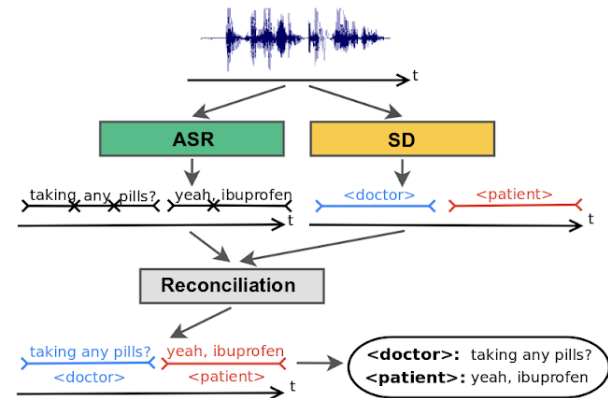 t
ASR
SD
taking any pills? yeah, ibuprofen
<doctor> <patient>
t
t
Reconciliation
taking any pills? yeah, ibuprofen
<doctor> <patient>
t
<doctor>: taking any pills?
<patient>: yeah, ibuprofen